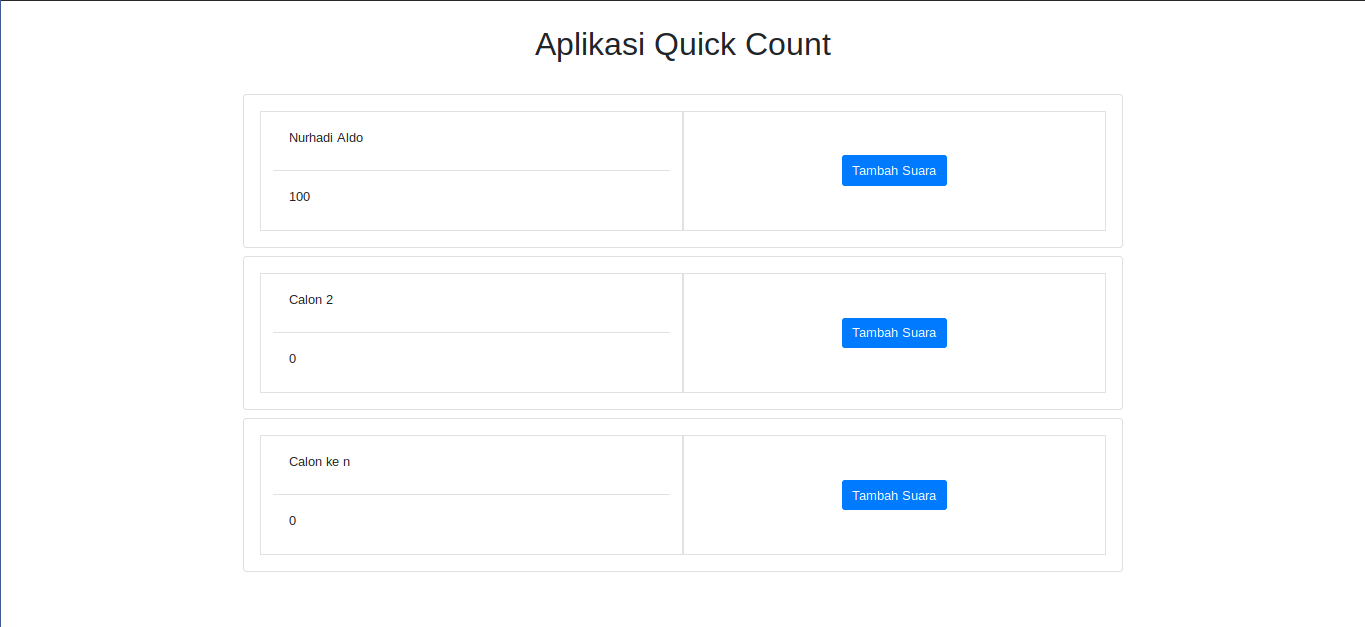 Aplikasi Quick Count
Nurhadi Aldo
100
Tambah Suara
Calon 2
0
Tambah Suara
Calon ke n
0
Tambah Suara